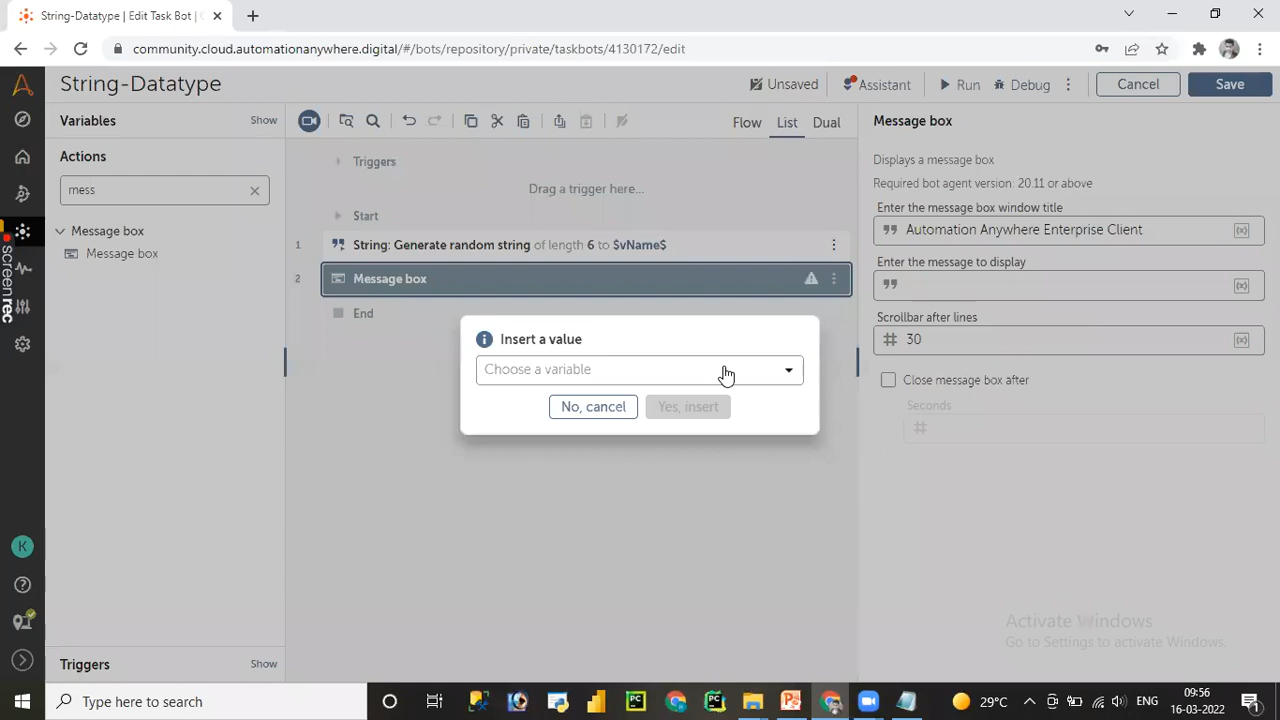 String-Datatype | Edit Task Bot |
community.cloud.automationanywhere.digital/#/bots/repository/private/taskbots/4130172/edit
String-Datatype
Unsaved
Assistant
Run
Debug
Cancel
Save
Variables
Show
Flow
List
Dual
Message box
Actions
Displays a message box
Required bot agent version: 20.11 or above
mess
Triggers
Drag a trigger here...
Enter the message box window title
Automation Anywhere Enterprise Client
Message box
Message box
Start
1
String: Generate random string of length 6 to $vName$
Enter the message to display
2
Message box
End
Scrollbar after lines
30
Insert a value
Choose a variable
No, cancel
Yes, insert
Close message box after
Seconds
screenrec
K
Activate Windows
Go to Settings to activate Windows.
Triggers
Show
Type here to search
PC
PC
29°C
ENG
09:56
16-03-2022
1